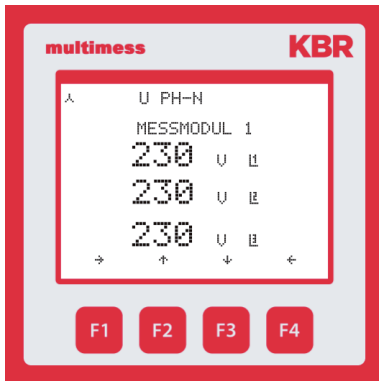 multimess KBR
⅄ U PH-N
MESSMODUL 1
230 V L1
230 V L2
230 V L3
→ ↑ ↓ ←
F1 F2 F3 F4